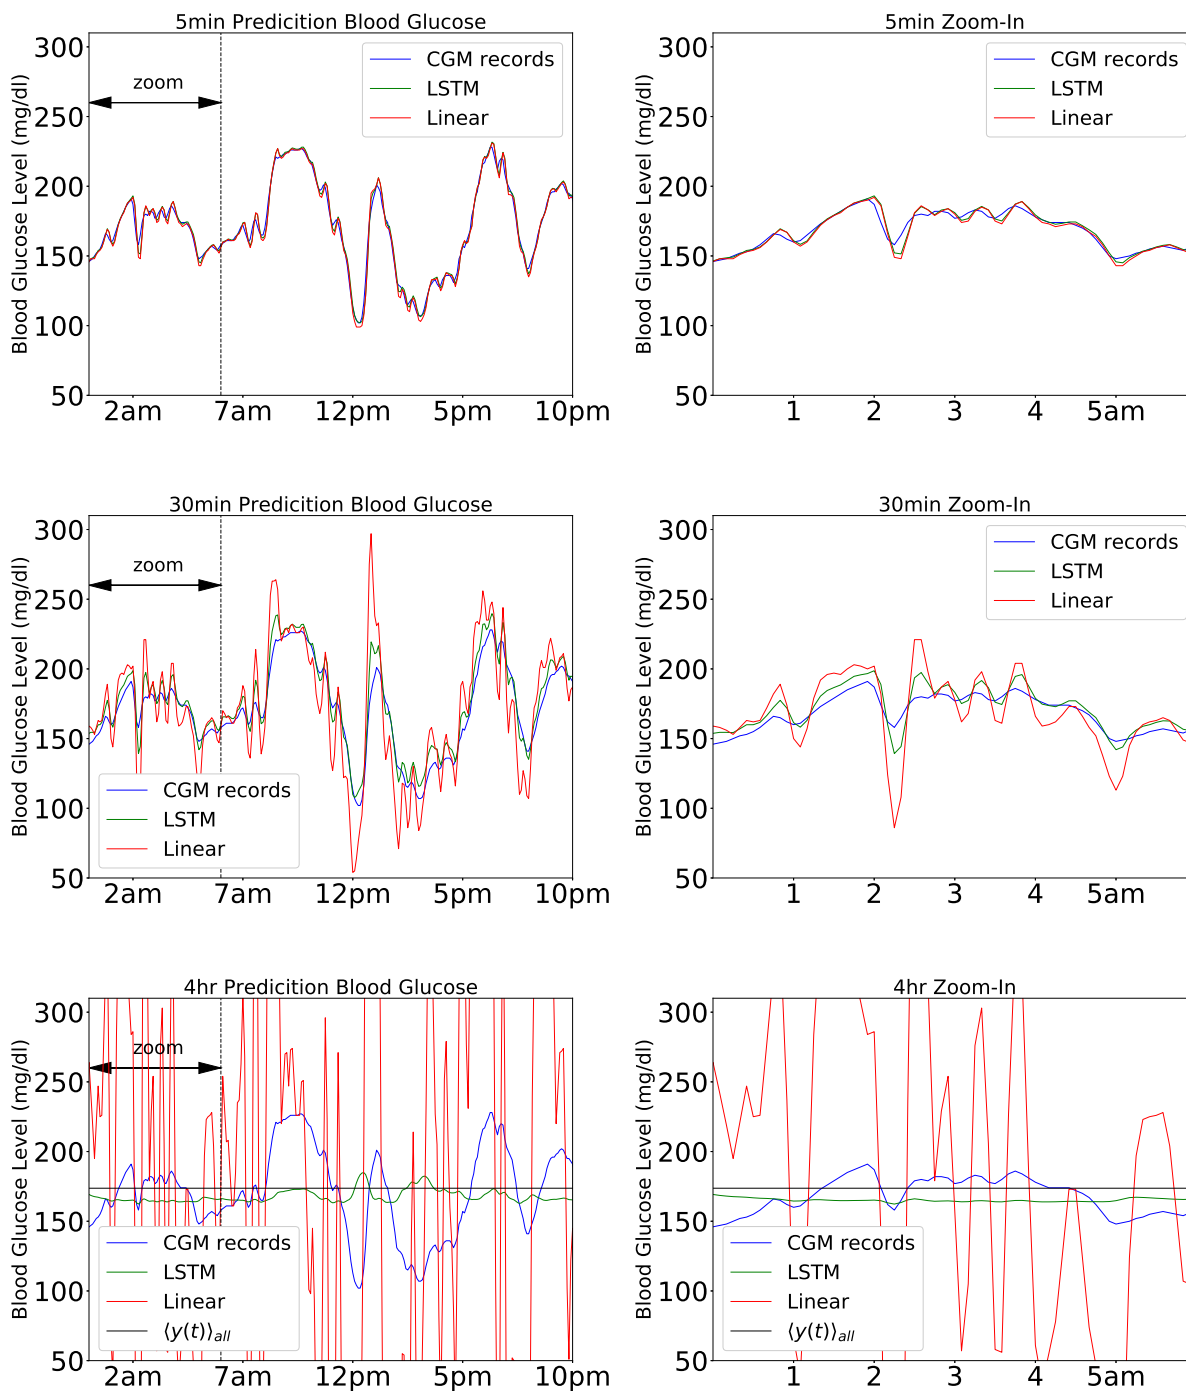 5min Predicition Blood Glucose
Blood Glucose Level (mg/dl)
300
250
200
150
100
50
zoom
CGM records
LSTM
Linear
2am 7am 12pm 5pm 10pm
5min Zoom-In
Blood Glucose Level (mg/dl)
300
250
200
150
100
50
CGM records
LSTM
Linear
1 2 3 4 5am
30min Predicition Blood Glucose
Blood Glucose Level (mg/dl)
300
250
200
150
100
50
zoom
CGM records
LSTM
Linear
2am 7am 12pm 5pm 10pm
30min Zoom-In
Blood Glucose Level (mg/dl)
300
250
200
150
100
50
CGM records
LSTM
Linear
1 2 3 4 5am
4hr Predicition Blood Glucose
Blood Glucose Level (mg/dl)
300
250
200
150
100
50
zoom
CGM records
LSTM
Linear
⟨y(t)⟩all
2am 7am 12pm 5pm 10pm
4hr Zoom-In
Blood Glucose Level (mg/dl)
300
250
200
150
100
50
CGM records
LSTM
Linear
⟨y(t)⟩all
1 2 3 4 5am